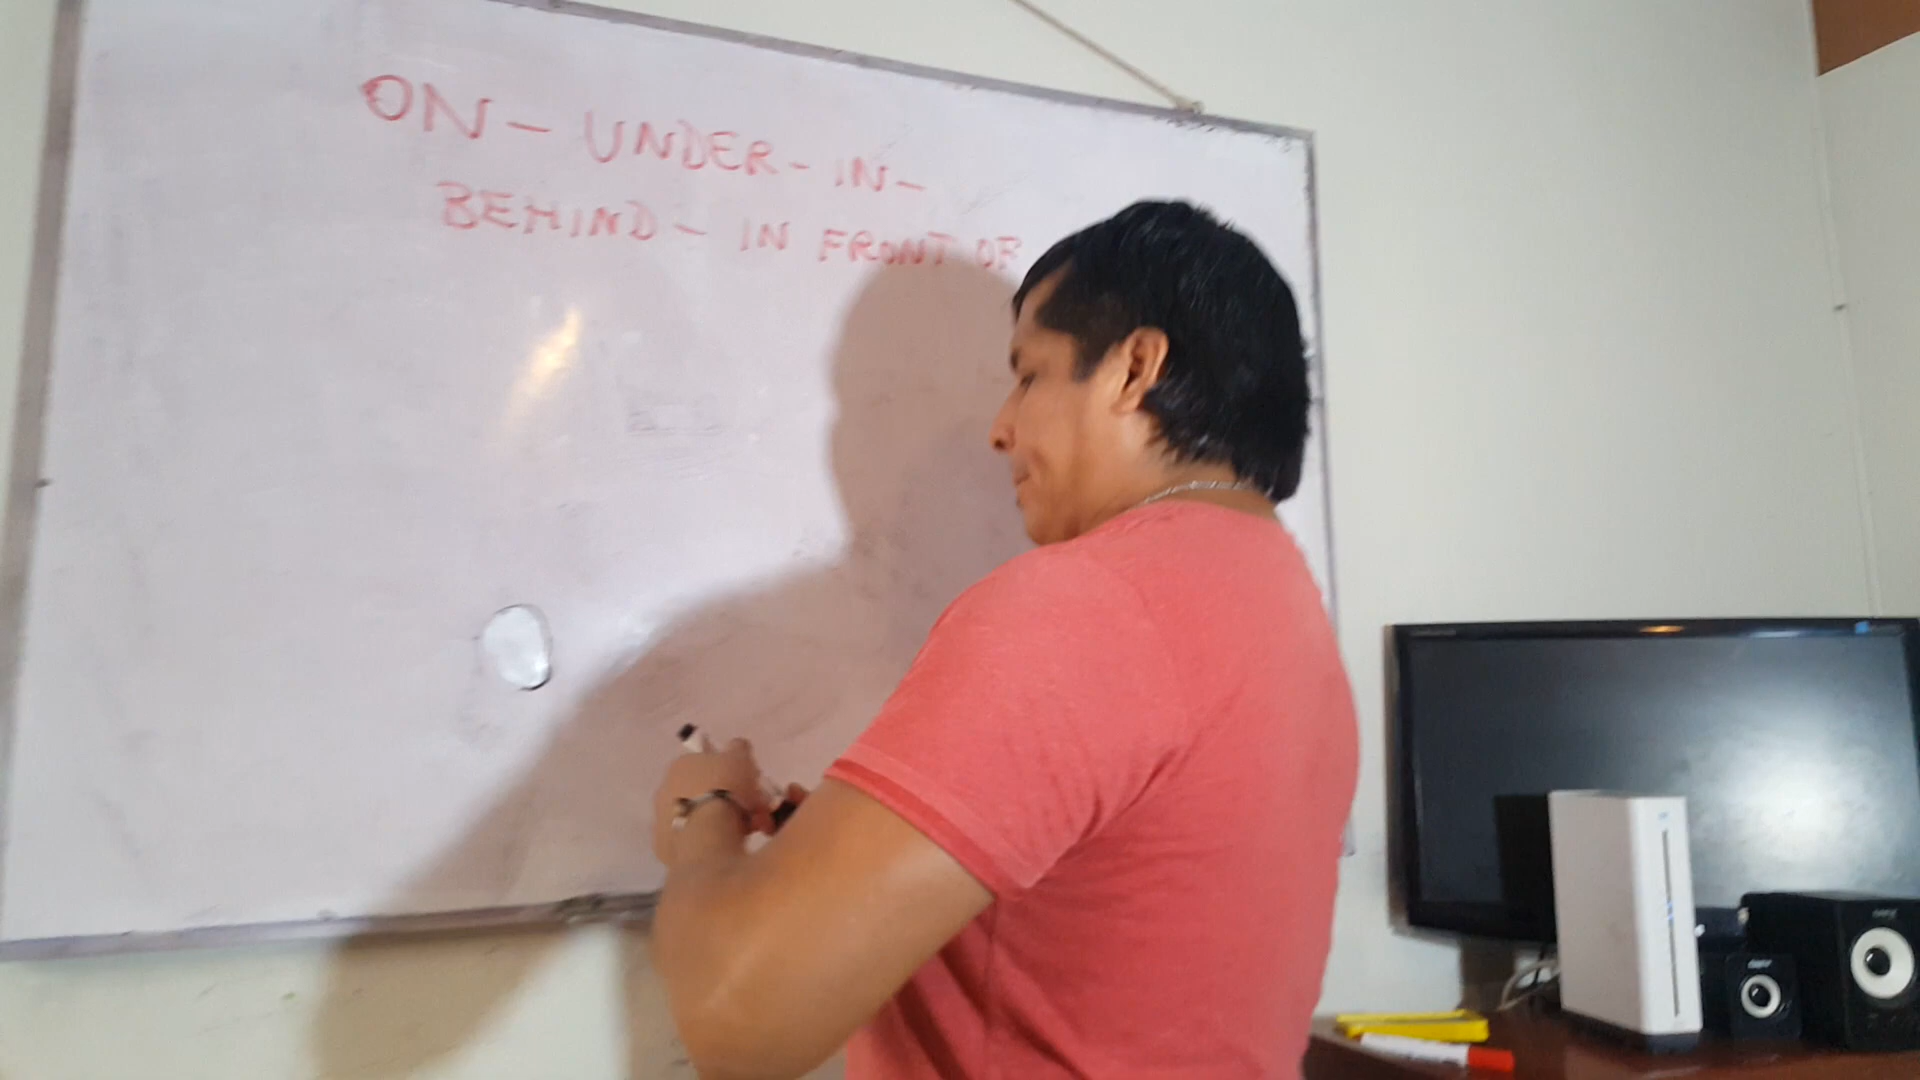 ON - UNDER - IN -
BEHIND - IN FRONT OF